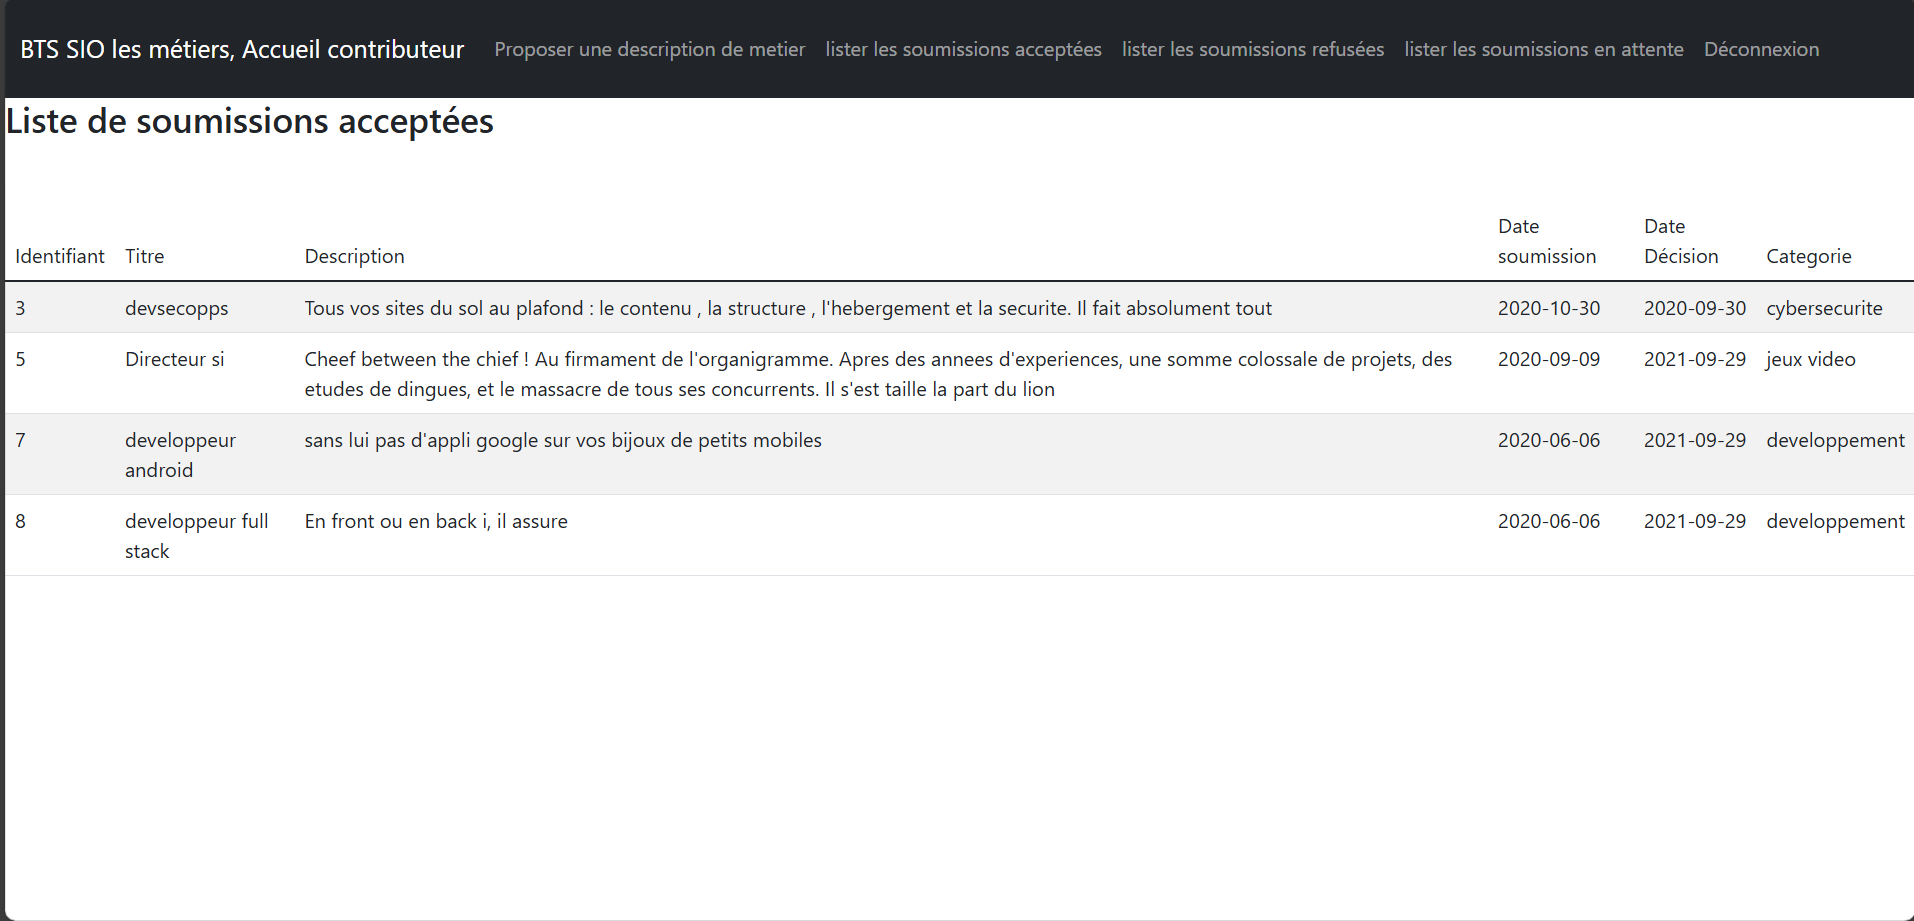 BTS SIO les métiers, Accueil contributeur Proposer une description de metier lister les soumissions acceptées lister les soumissions refusées lister les soumissions en attente Déconnexion
Liste de soumissions acceptées
Identifiant Titre Description Date soumission Date Décision Categorie
3 devsecopps Tous vos sites du sol au plafond : le contenu , la structure , l'hebergement et la securite. Il fait absolument tout 2020-10-30 2020-09-30 cybersecurite
5 Directeur si Cheef between the chief ! Au firmament de l'organigramme. Apres des annees d'experiences, une somme colossale de projets, des 2020-09-09 2021-09-29 jeux video
etudes de dingues, et le massacre de tous ses concurrents. Il s'est taille la part du lion
7 developpeur sans lui pas d'appli google sur vos bijoux de petits mobiles 2020-06-06 2021-09-29 developpement
android
8 developpeur full En front ou en back i, il assure 2020-06-06 2021-09-29 developpement
stack